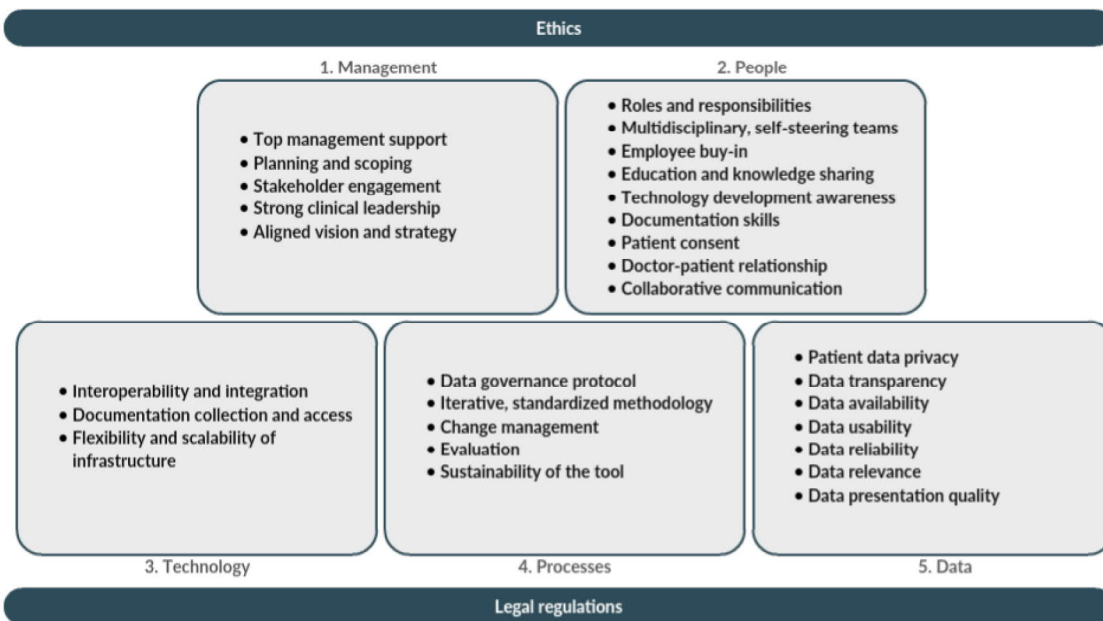 Ethics
1. Management
2. People
• Top management support
• Planning and scoping
• Stakeholder engagement
• Strong clinical leadership
• Aligned vision and strategy
• Roles and responsibilities
• Multidisciplinary, self-steering teams
• Employee buy-in
• Education and knowledge sharing
• Technology development awareness
• Documentation skills
• Patient consent
• Doctor-patient relationship
• Collaborative communication
• Interoperability and integration
• Documentation collection and access
• Flexibility and scalability of
infrastructure
• Data governance protocol
• Iterative, standardized methodology
• Change management
• Evaluation
• Sustainability of the tool
• Patient data privacy
• Data transparency
• Data availability
• Data usability
• Data reliability
• Data relevance
• Data presentation quality
3. Technology
4. Processes
5. Data
Legal regulations